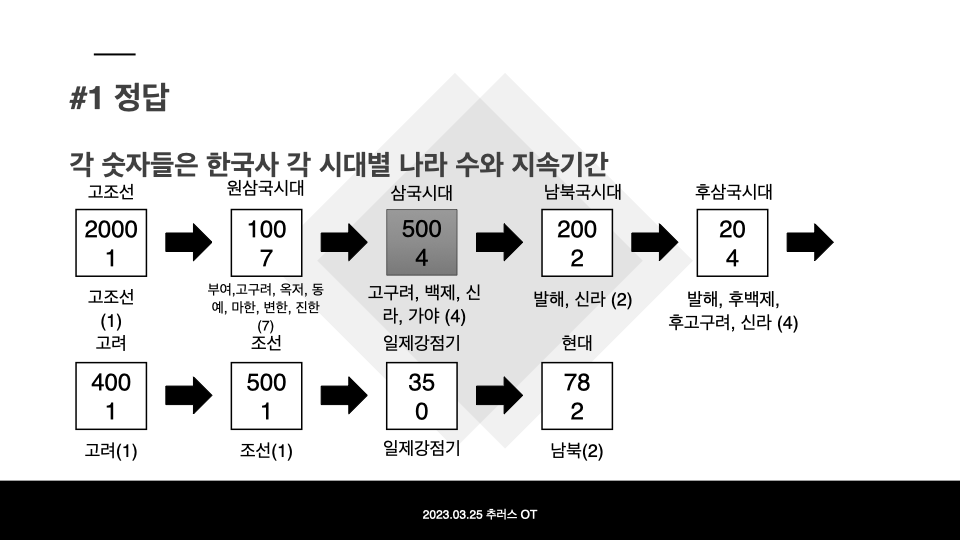 #1 정답
각 숫자들은 한국사 각 시대별 나라 수와 지속기간
고조선
2000
1
고조선
(1)
원삼국시대
100
7
부여,고구려, 옥저, 동
예, 마한, 변한, 진한
(7)
삼국시대
500
4
고구려, 백제, 신
라, 가야 (4)
남북국시대
200
2
발해, 신라 (2)
후삼국시대
20
4
발해, 후백제,
후고구려, 신라 (4)
고려
400
1
고려(1)
조선
500
1
조선(1)
일제강점기
35
0
일제강점기
현대
78
2
남북(2)
2023.03.25 추러스 OT